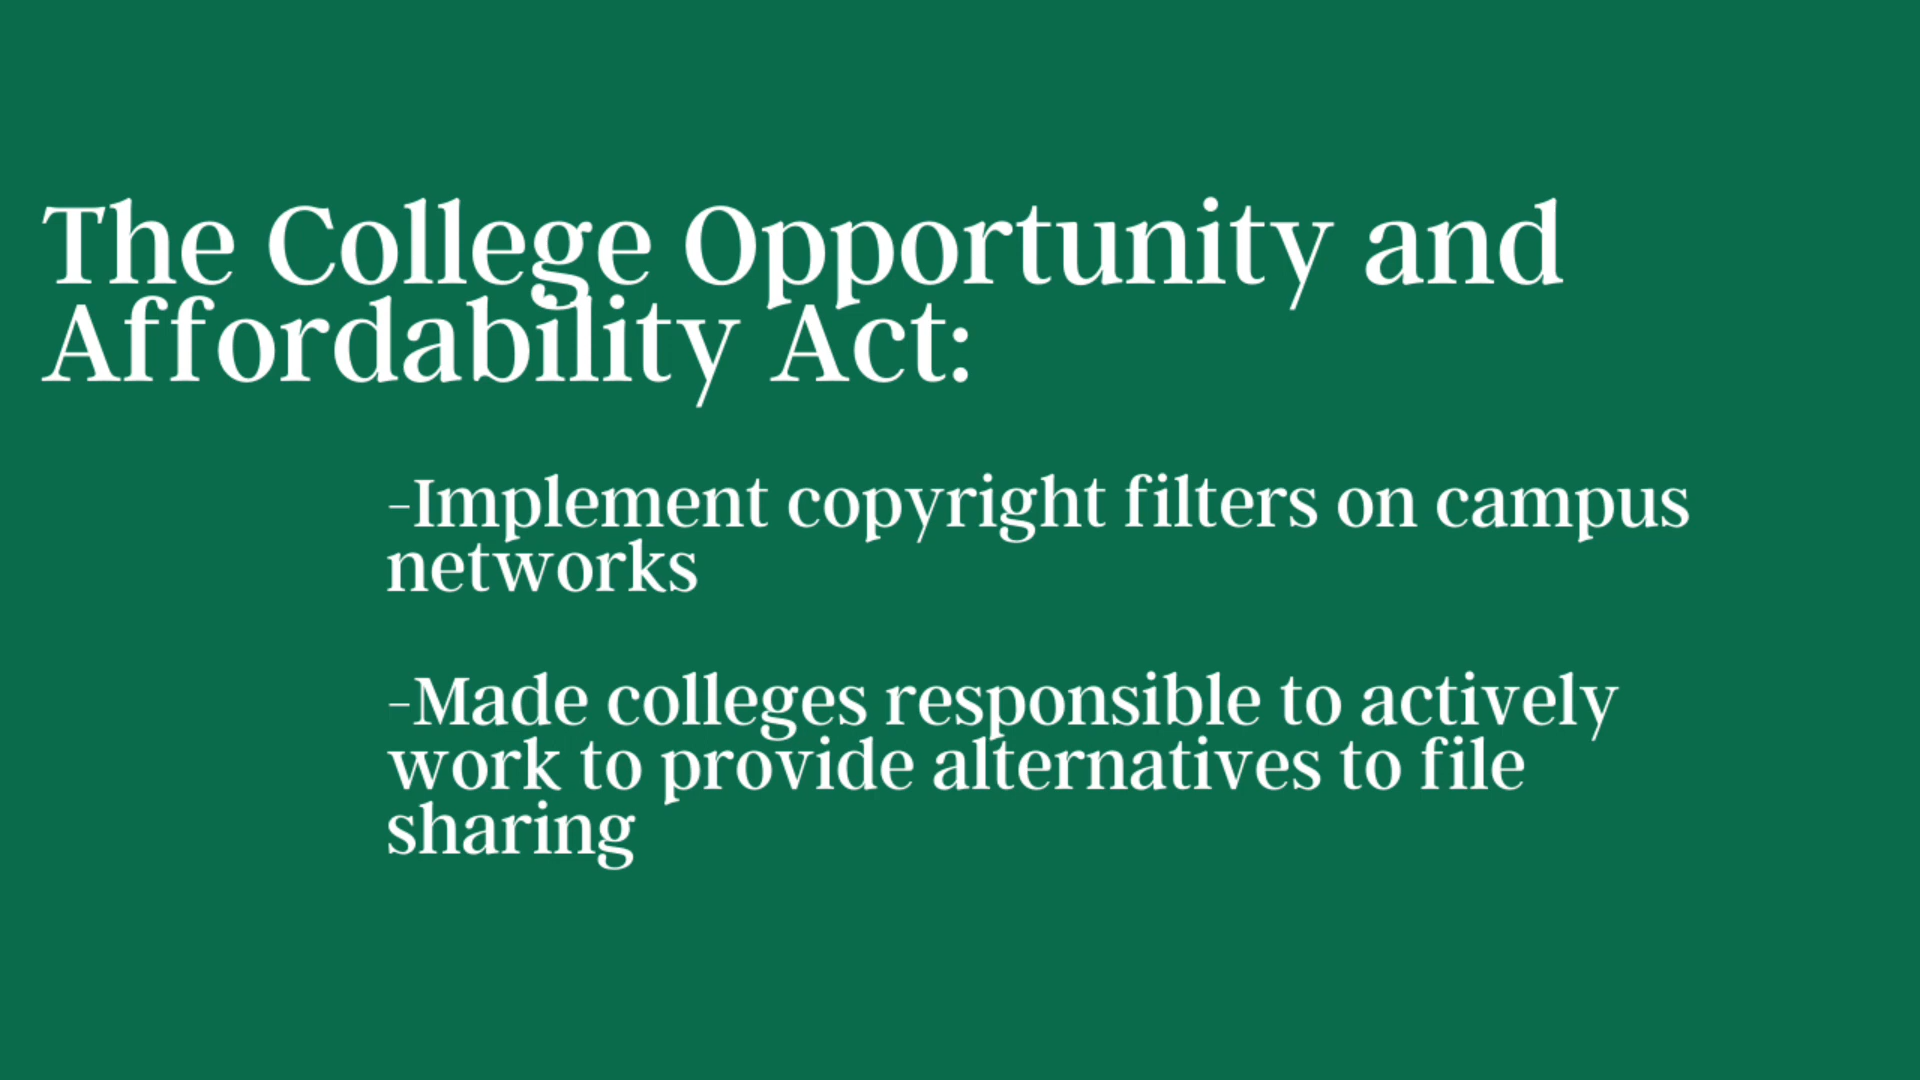 The College Opportunity and
Affordability Act:
-Implement copyright filters on campus
networks
-Made colleges responsible to actively
work to provide alternatives to file
sharing